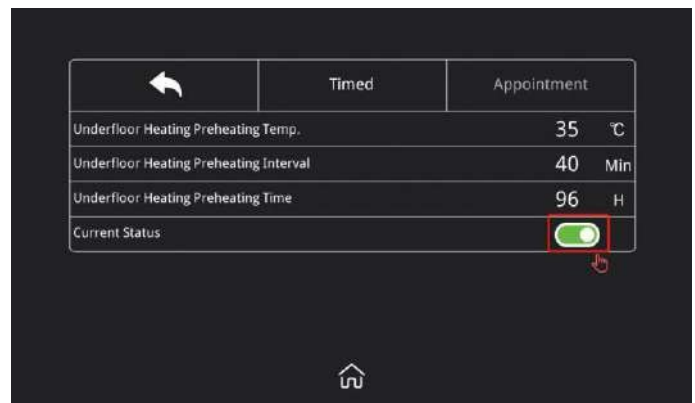 Timed Appointment
Underfloor Heating Preheating Temp. 35 ℃
Underfloor Heating Preheating Interval 40 Min
Underfloor Heating Preheating Time 96 H
Current Status